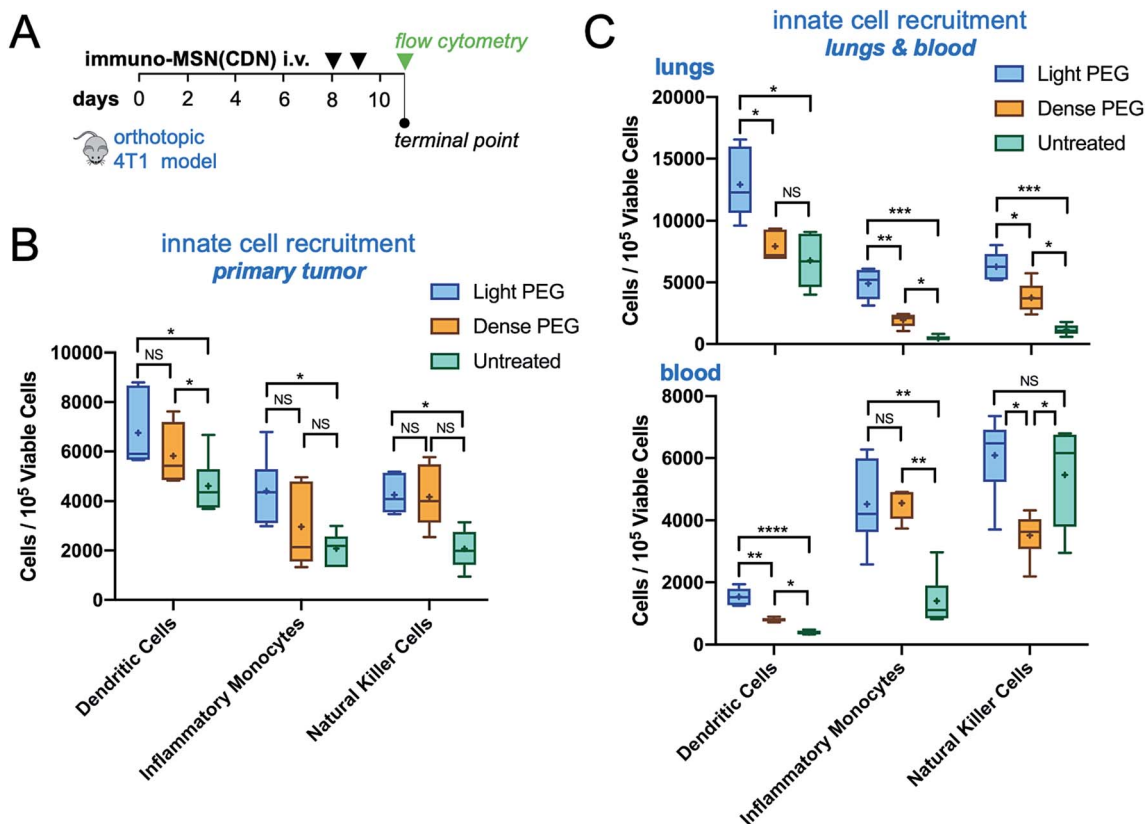 A
flow cytometry
immuno-MSN(CDN) i.v.
days 0 2 4 6 8 10
orthotopic
4T1 model
terminal point
B
innate cell recruitment
primary tumor
Light PEG
Dense PEG
Untreated
Cells / 10⁵ Viable Cells
10000
8000
6000
4000
2000
0
*
NS
*
*
NS
NS
*
NS NS
Dendritic Cells
Inflammatory Monocytes
Natural Killer Cells
C
innate cell recruitment
lungs & blood
lungs
Light PEG
Dense PEG
Untreated
Cells / 10⁵ Viable Cells
20000
15000
10000
5000
0
*
*
NS
***
**
*
***
*
*
blood
Cells / 10⁵ Viable Cells
8000
6000
4000
2000
0
****
**
*
**
NS
**
NS
* *
Dendritic Cells
Inflammatory Monocytes
Natural Killer Cells